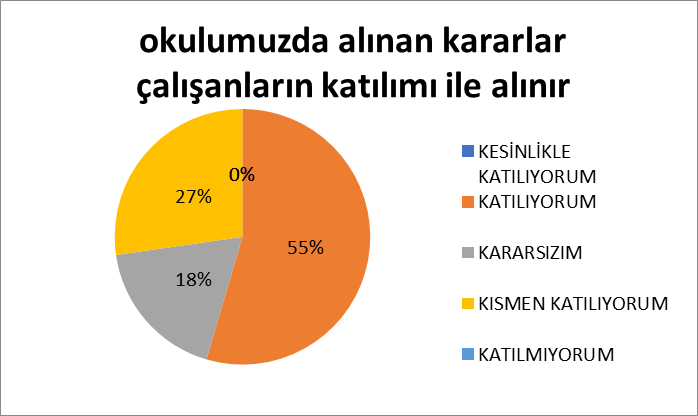 okulumuzda alınan kararlar
çalışanların katılımı ile alınır
0%
27%
55%
18%
KESİNLİKLE
KATILIYORUM
KATILIYORUM
KARARSIZIM
KISMEN KATILIYORUM
KATILMIYORUM